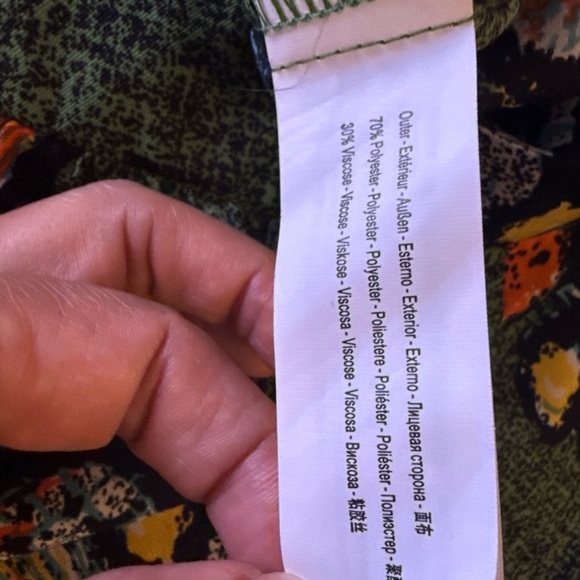 Outer - Extérieur - Außen - Esterno - Exterior - Externo - Лицевая сторона - 面布
70% Polyester - Polyester - Polyester - Poliestere - Poliéster - Poliéster - Полиэстер -
30% Viscose - Viscose - Viskose - Viscosa - Viscose - Viscosa - Вискоза - 粘胶丝